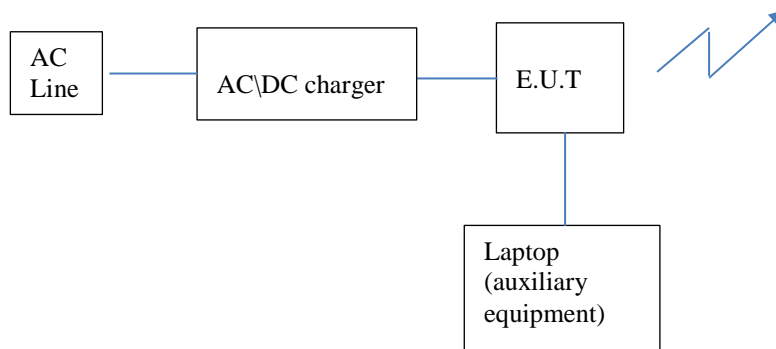 AC
Line
AC\DC charger
E.U.T
Laptop
(auxiliary
equipment)